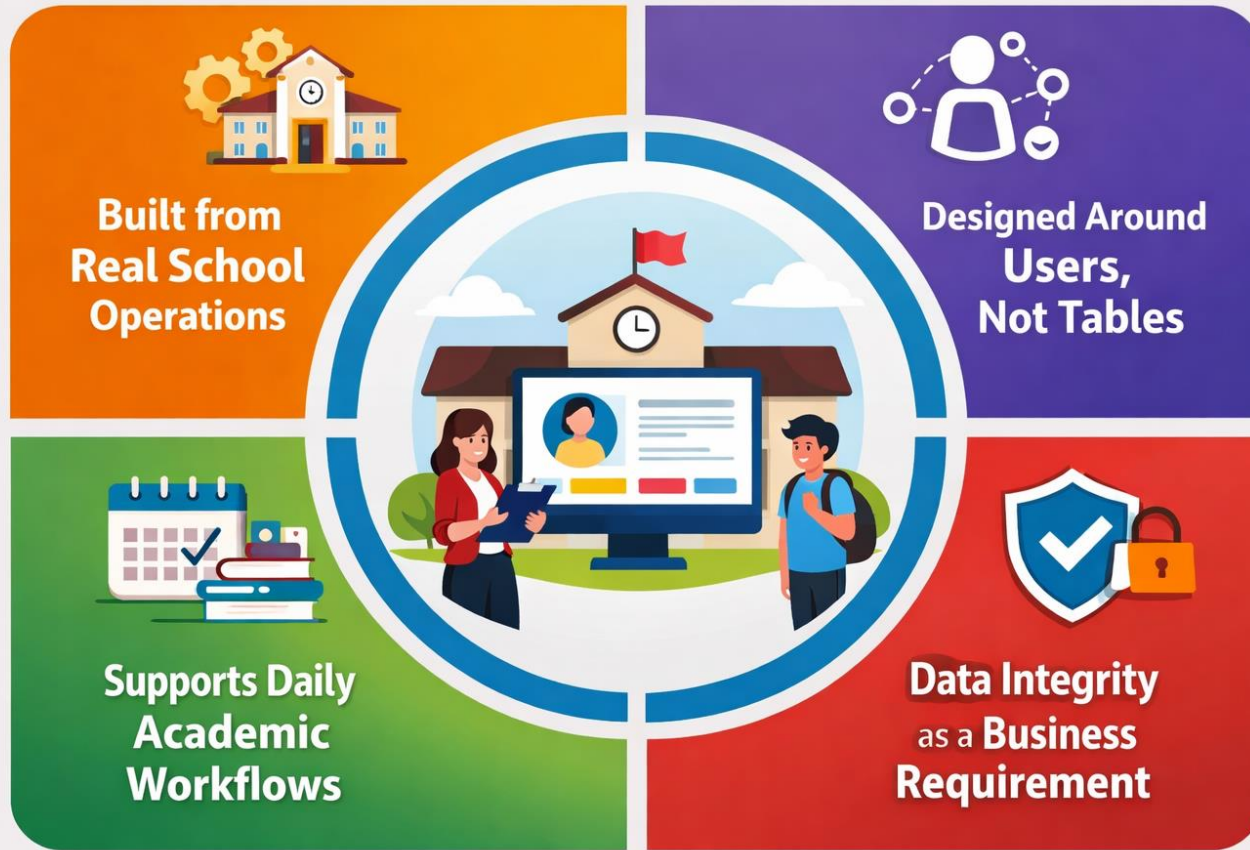 Built from
Real School
Operations
Designed Around
Users,
Not Tables
Supports Daily
Academic
Workflows
Data Integrity
as a Business
Requirement